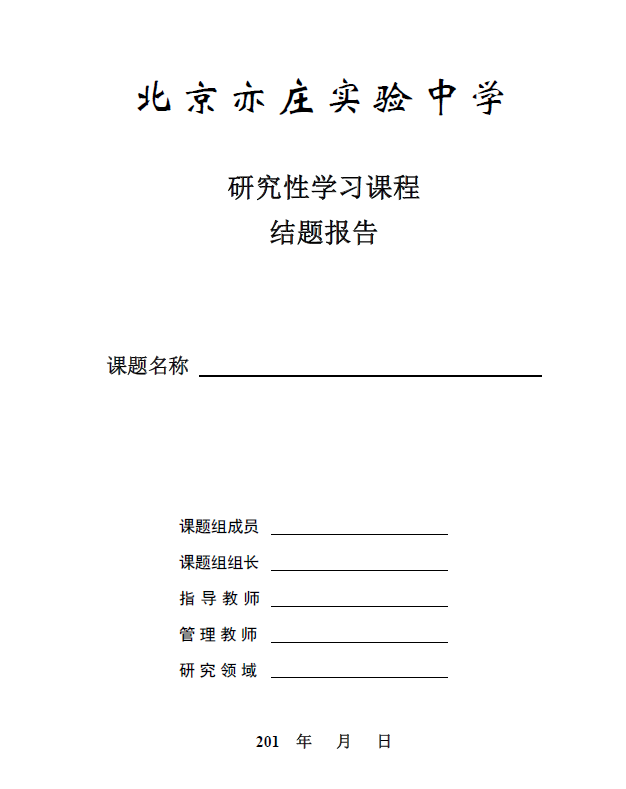 北京亦庄实验中学
研究性学习课程
结题报告
课题名称
课题组成员
课题组组长
指导教师
管理教师
研究领域
201 年 月 日